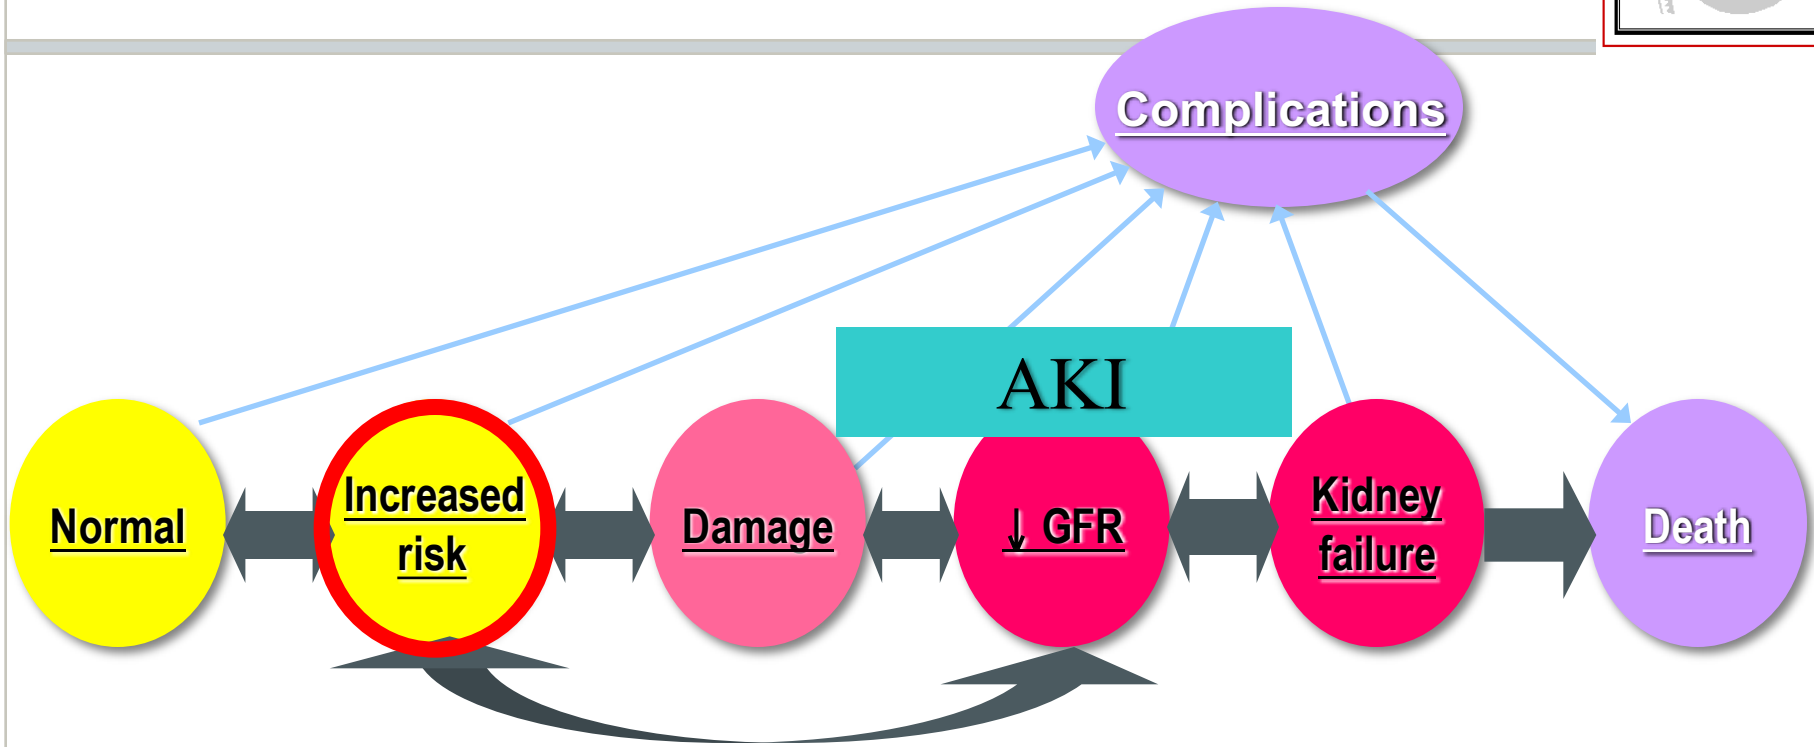 Complications
AKI
Normal
Increased
risk
Damage
↓ GFR
Kidney
failure
Death